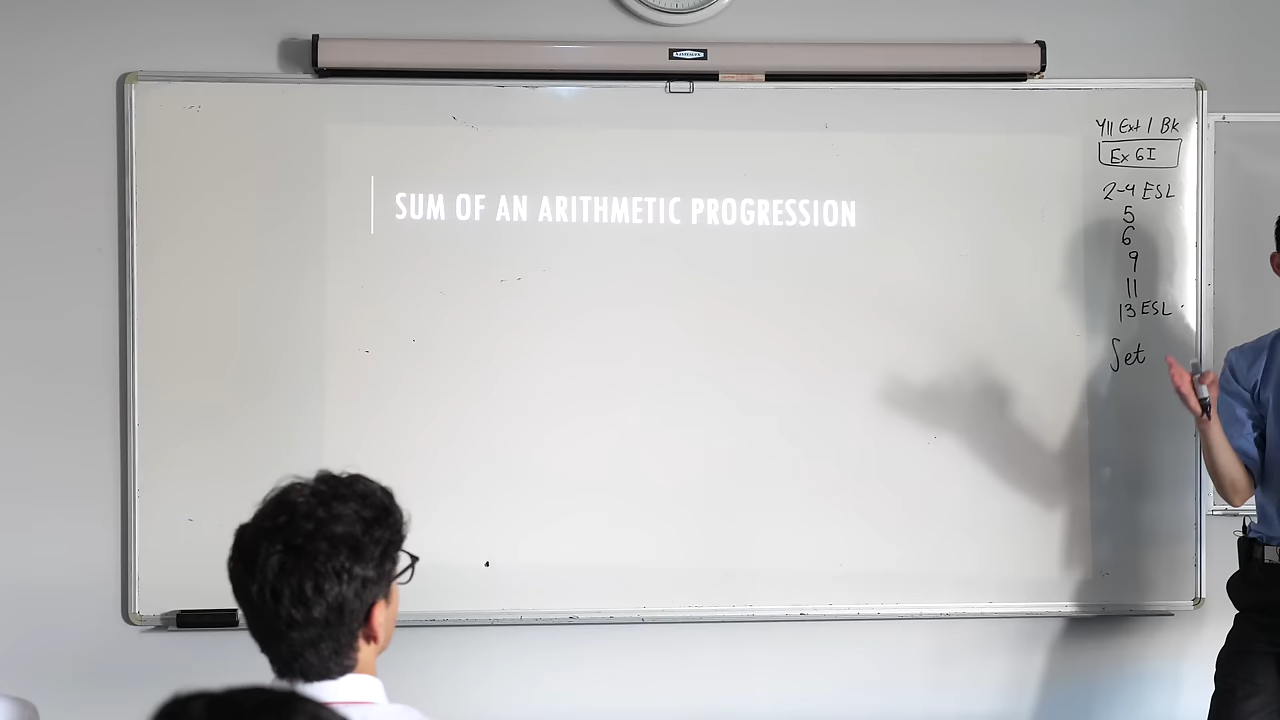 SUM OF AN ARITHMETIC PROGRESSION
Y11 Ext 1 Bk
Ex 6I
2-4 ESL
5
6
9
11
13 ESL
Set